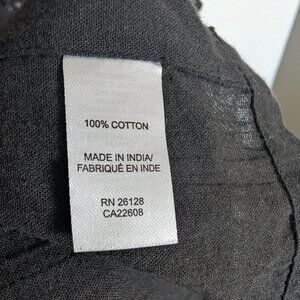 100% COTTON
MADE IN INDIA/
FABRIQUÉ EN INDE
RN 26128
CA22608